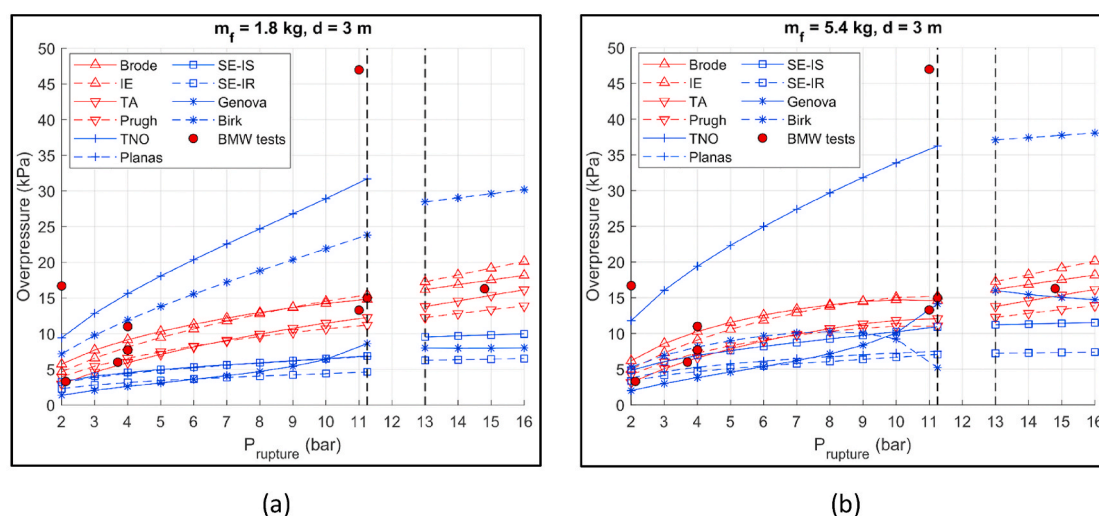 m_f = 1.8 kg, d = 3 m
50
45
40
35
30
25
20
15
10
5
0
Overpressure (kPa)
Brode
IE
TA
Prugh
TNO
Planas
SE-IS
SE-IR
Genova
Birk
BMW tests
2 3 4 5 6 7 8 9 10 11 12 13 14 15 16
P_rupture (bar)
(a)
m_f = 5.4 kg, d = 3 m
50
45
40
35
30
25
20
15
10
5
0
Overpressure (kPa)
Brode
IE
TA
Prugh
TNO
Planas
SE-IS
SE-IR
Genova
Birk
BMW tests
2 3 4 5 6 7 8 9 10 11 12 13 14 15 16
P_rupture (bar)
(b)